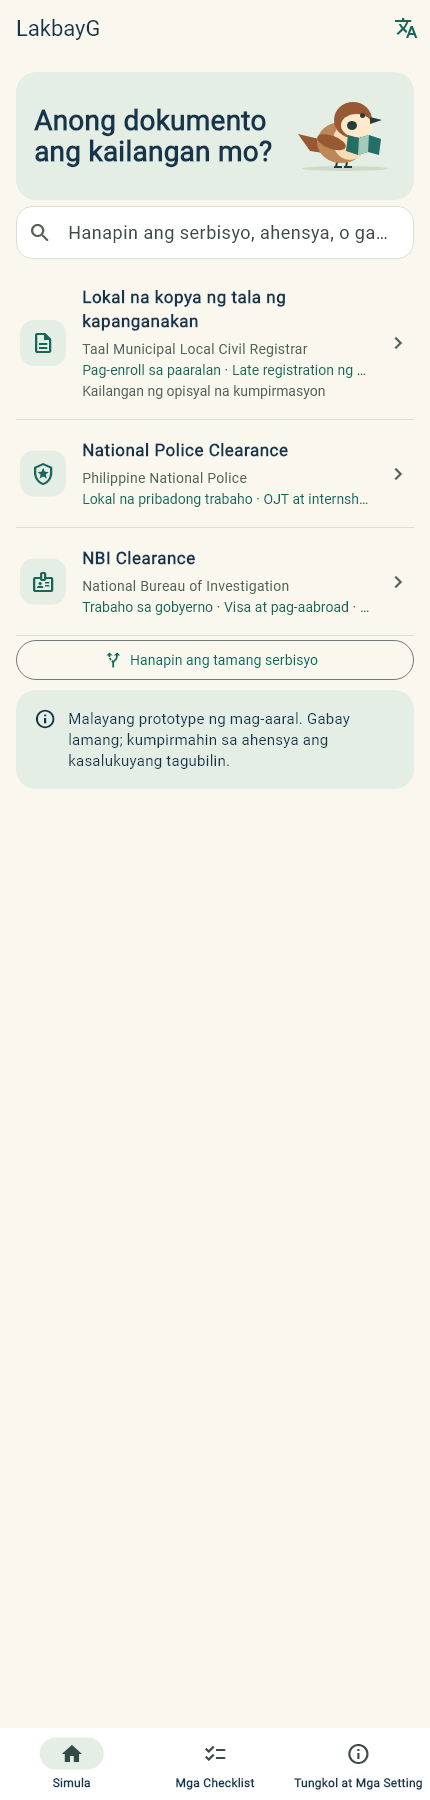 LakbayG
Anong dokumento
ang kailangan mo?
Hanapin ang serbisyo, ahensya, o ga…
Lokal na kopya ng tala ng
kapanganakan
Taal Municipal Local Civil Registrar
Pag-enroll sa paaralan · Late registration ng …
Kailangan ng opisyal na kumpirmasyon
National Police Clearance
Philippine National Police
Lokal na pribadong trabaho · OJT at internsh…
NBI Clearance
National Bureau of Investigation
Trabaho sa gobyerno · Visa at pag-aabroad · …
Hanapin ang tamang serbisyo
Malayang prototype ng mag-aaral. Gabay
lamang; kumpirmahin sa ahensya ang
kasalukuyang tagubilin.
Simula
Mga Checklist
Tungkol at Mga Setting